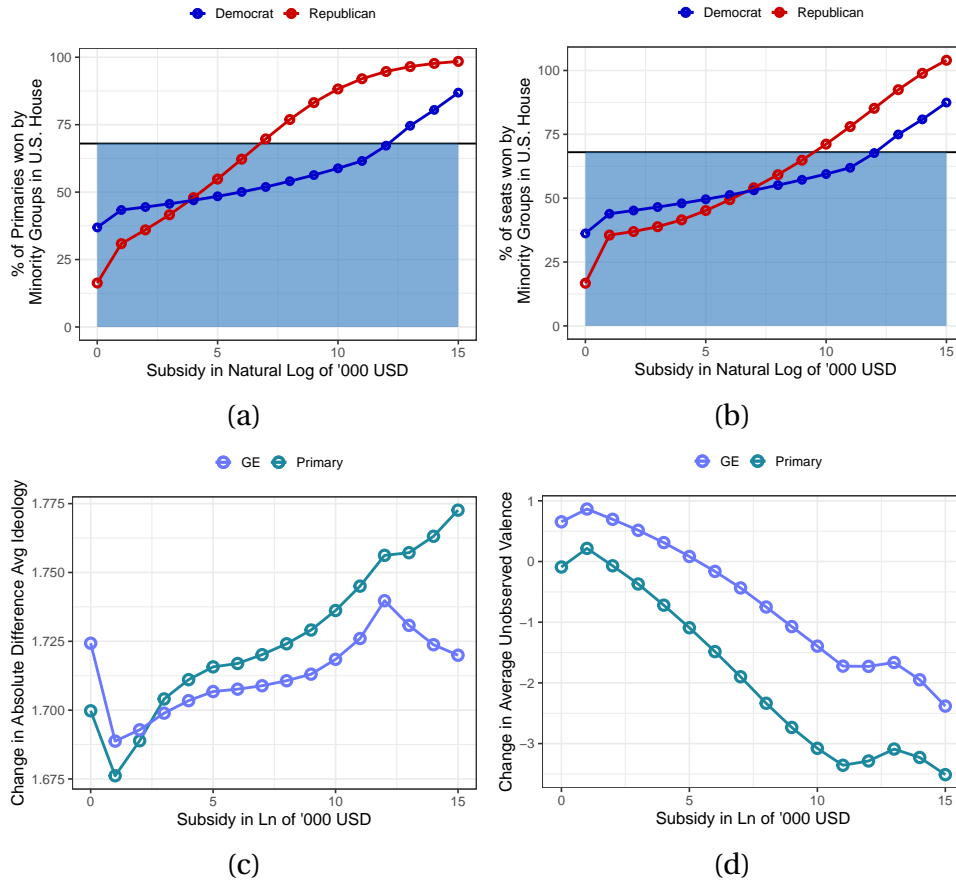 Democrat Republican
% of Primaries won by
Minority Groups in U.S. House
100
75
50
25
0
0 5 10 15
Subsidy in Natural Log of '000 USD
(a)
Democrat Republican
% of seats won by
Minority Groups in U.S. House
100
75
50
25
0
0 5 10 15
Subsidy in Natural Log of '000 USD
(b)
GE Primary
Change in Absolute Difference Avg Ideology
1.775
1.750
1.725
1.700
1.675
0 5 10 15
Subsidy in Ln of '000 USD
(c)
GE Primary
Change in Average Unobserved Valence
1
0
−1
−2
−3
0 5 10 15
Subsidy in Ln of '000 USD
(d)